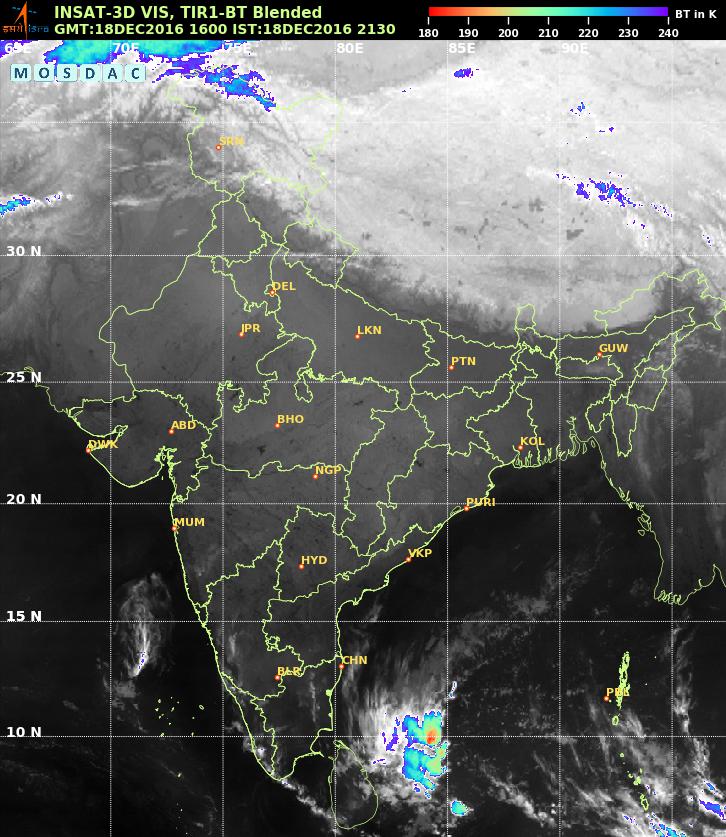 INSAT-3D VIS, TIR1-BT Blended
GMT:18DEC2016 1600 IST:18DEC2016 2130
BT in K
180 190 200 210 220 230 240
65E 70E 75E 80E 85E 90E
M O S D A C
SRN
30 N
DEL
JPR
LKN
GUW
PTN
25 N
ABD
BHO
DWK
KOL
NGP
20 N
PURI
MUM
VKP
HYD
15 N
CHN
BLR
PBL
10 N